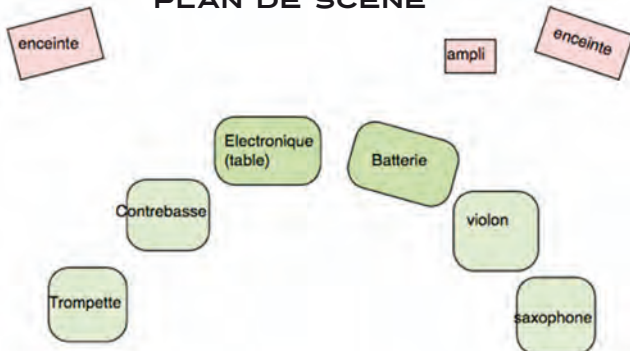 PLAN DE SCENE
enceinte
ampli
enceinte
Electronique
(table)
Batterie
Contrebasse
violon
Trompette
saxophone